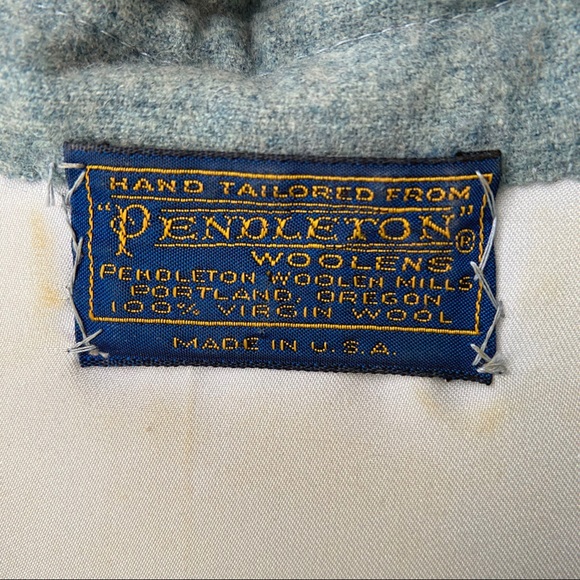 HAND TAILORED FROM
"PENDLETON"®
WOOLENS
PENDLETON WOOLEN MILLS
PORTLAND, OREGON
100% VIRGIN WOOL
MADE IN U.S.A.